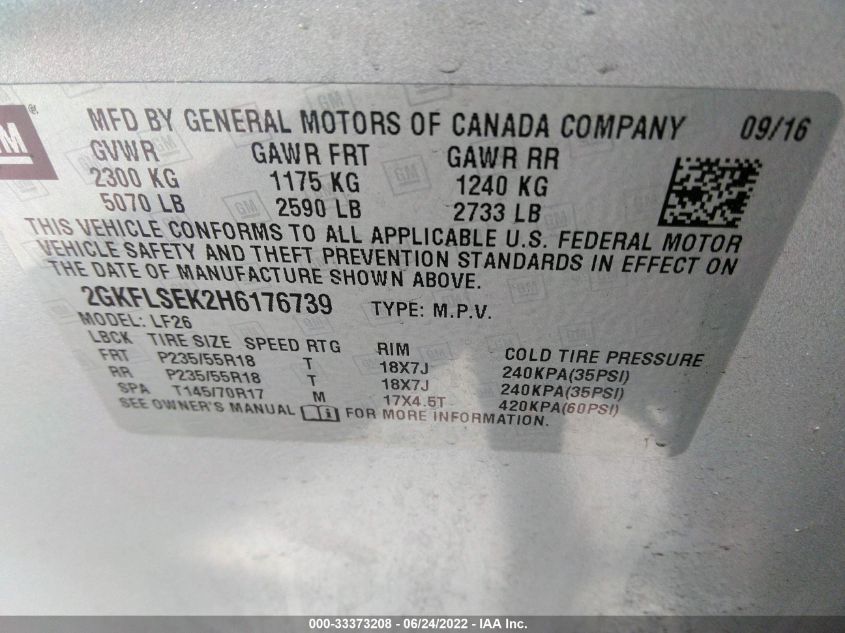 GM
MFD BY GENERAL MOTORS OF CANADA COMPANY 09/16
GVWR GAWR FRT GAWR RR
2300 KG 1175 KG 1240 KG
5070 LB 2590 LB 2733 LB
THIS VEHICLE CONFORMS TO ALL APPLICABLE U.S. FEDERAL MOTOR
VEHICLE SAFETY AND THEFT PREVENTION STANDARDS IN EFFECT ON
THE DATE OF MANUFACTURE SHOWN ABOVE.
2GKFLSEK2H6176739 TYPE: M.P.V.
MODEL: LF26
LBCK TIRE SIZE SPEED RTG RIM COLD TIRE PRESSURE
FRT P235/55R18 T 18X7J 240KPA(35PSI)
RR P235/55R18 T 18X7J 240KPA(35PSI)
SPA T145/70R17 M 17X4.5T 420KPA(60PSI)
SEE OWNER'S MANUAL FOR MORE INFORMATION.
000-33373208 - 06/24/2022 - IAA Inc.